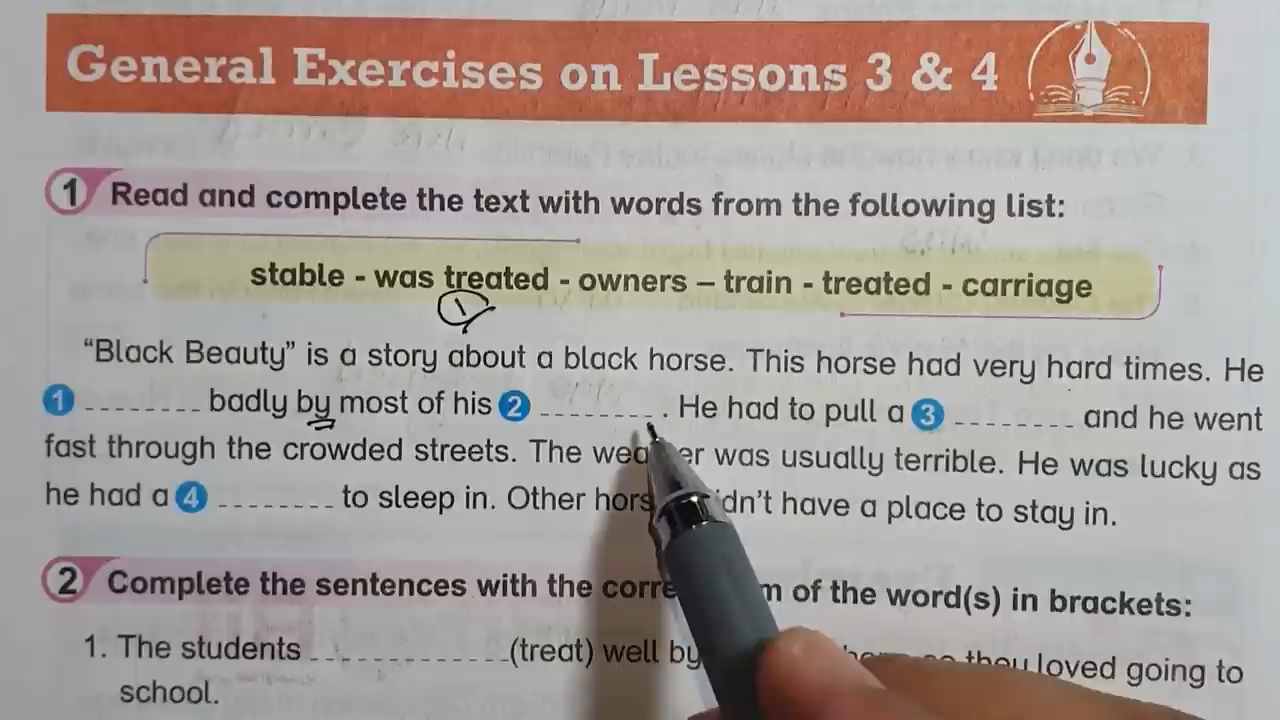 General Exercises on Lessons 3 & 4
1 Read and complete the text with words from the following list:
stable - was treated - owners – train - treated - carriage
1
“Black Beauty” is a story about a black horse. This horse had very hard times. He
1 -------- badly by most of his 2 -------- . He had to pull a 3 -------- and he went
fast through the crowded streets. The was usually terrible. He was lucky as
he had a 4 -------- to sleep in. Other have a place to stay in.
2 Complete the sentences with the of the word(s) in brackets:
1. The students -------------- (treat) well by they loved going to
school.